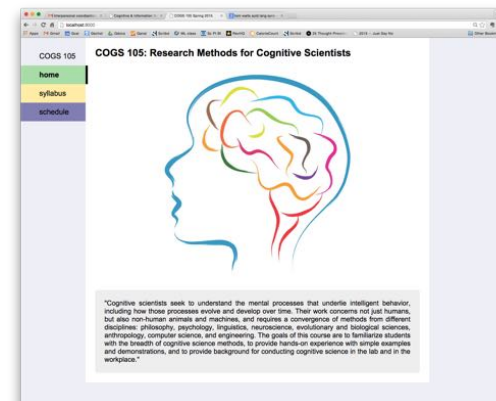 COGS 105
home
syllabus
schedule
COGS 105: Research Methods for Cognitive Scientists
"Cognitive scientists seek to understand the mental processes that underlie intelligent behavior,
including how those processes evolve and develop over time. Their work concerns not just humans,
but also non-human animals and machines, and requires a convergence of methods from different
disciplines: philosophy, psychology, linguistics, neuroscience, evolutionary and biological sciences,
anthropology, computer science, and engineering. The goals of this course are to familiarize students
with the breadth of cognitive science methods, to provide hands-on experience with simple examples
and demonstrations, and to provide background for conducting cognitive science in the lab and in the
workplace."